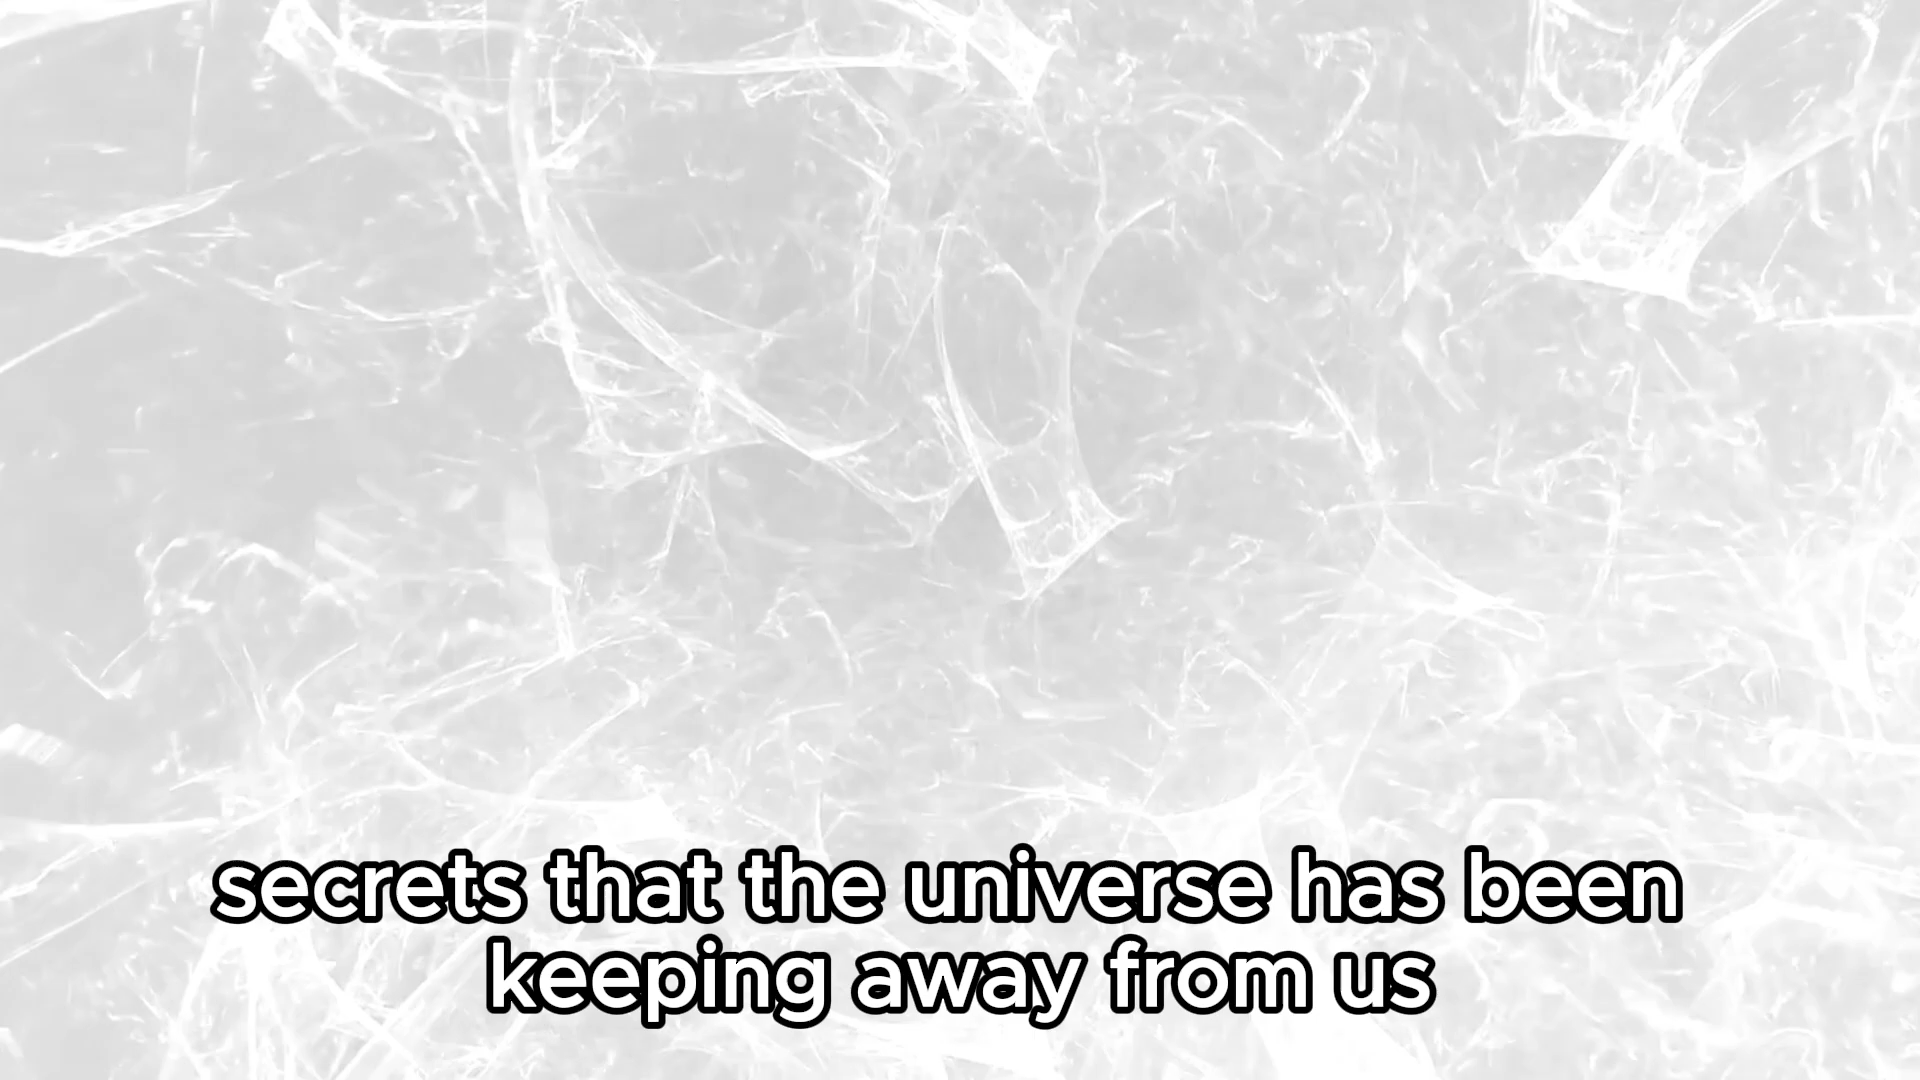 secrets that the universe has been
keeping away from us